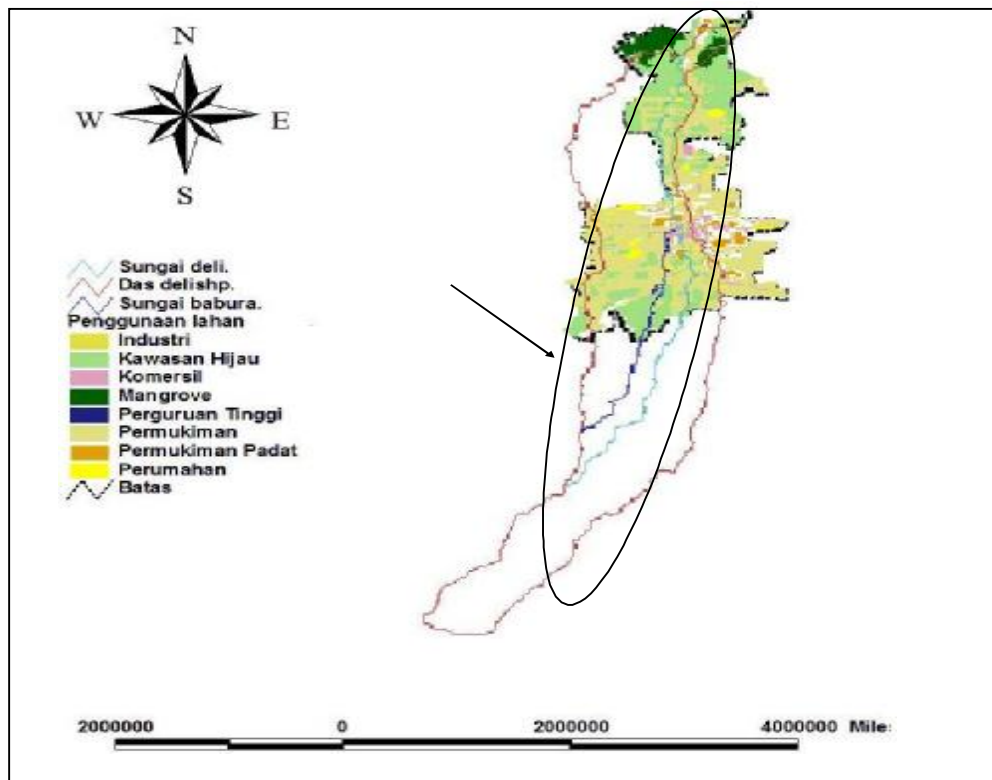 N
W E
S
Sungai deli.
Das delishp.
Sungai babura.
Penggunaan lahan
Industri
Kawasan Hijau
Komersil
Mangrove
Perguruan Tinggi
Permukiman
Permukiman Padat
Perumahan
Batas
2000000 0 2000000 4000000 Mile: